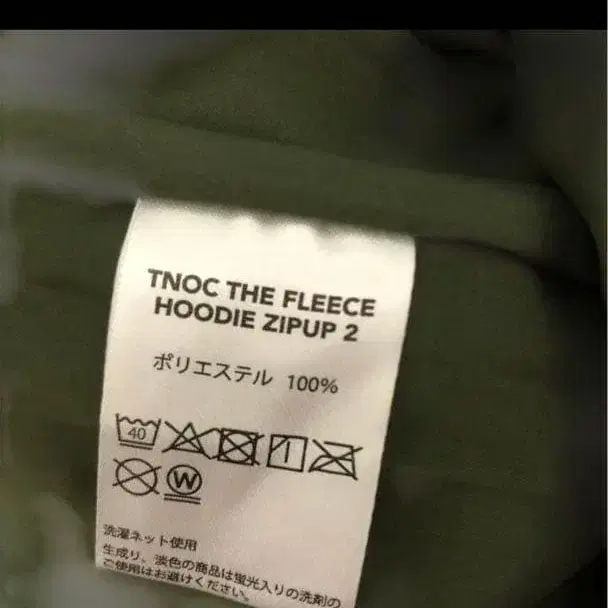 TNOC THE FLEECE
HOODIE ZIPUP 2
ポリエステル 100%
40
W
洗濯ネット使用
生成り、淡色の商品は蛍光入りの洗剤の
ご使用はお避けください。